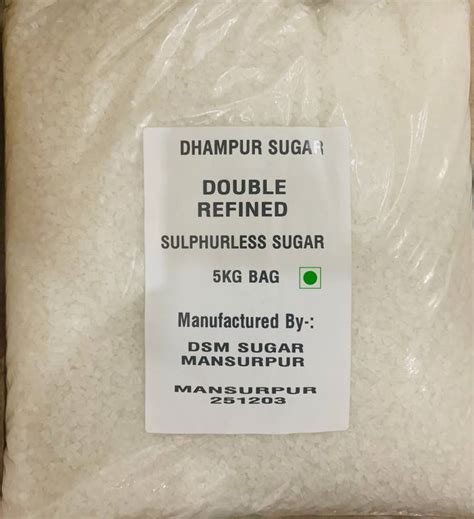 DHAMPUR SUGAR
DOUBLE
REFINED
SULPHURLESS SUGAR
5KG BAG
Manufactured By-:
DSM SUGAR
MANSURPUR
MANSURPUR
251203